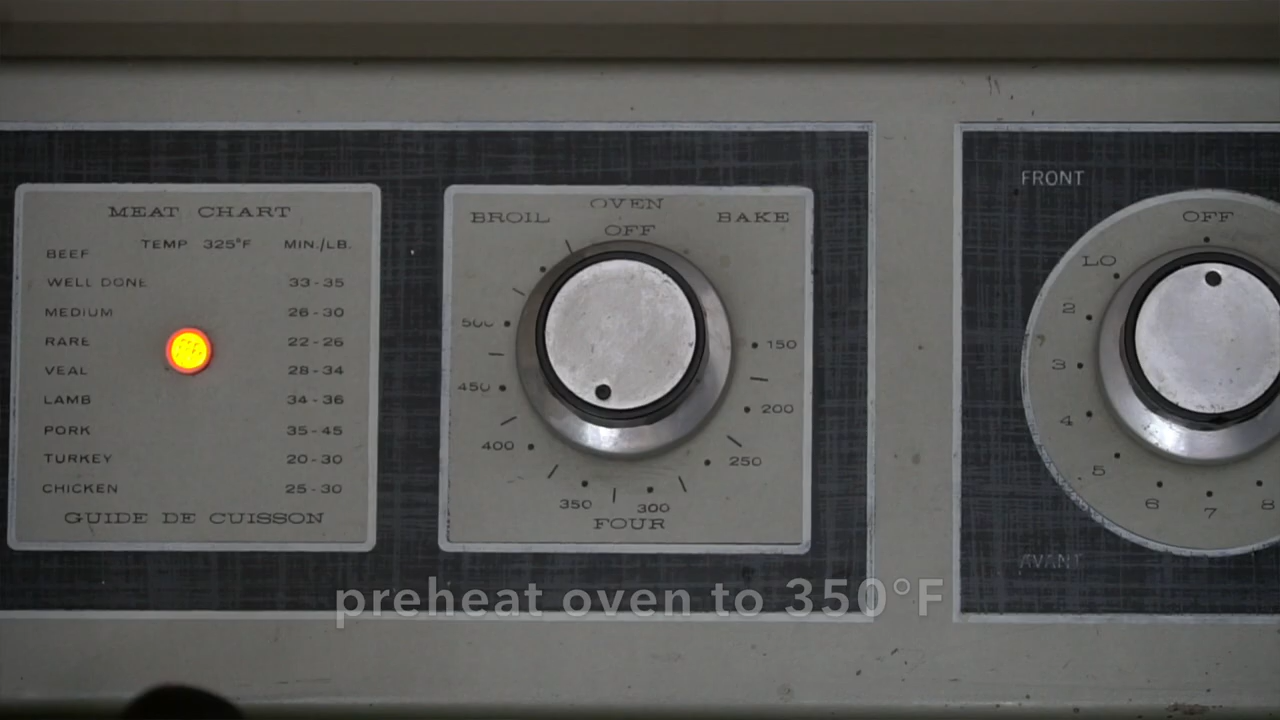 MEAT CHART
TEMP 325°F MIN./LB.
BEEF
WELL DONE 33-35
MEDIUM 26-30
RARE 22-26
VEAL 28-34
LAMB 34-36
PORK 35-45
TURKEY 20-30
CHICKEN 25-30
GUIDE DE CUISSON
OVEN
BROIL BAKE
OFF
500
450
400
350
300
250
200
150
FOUR
FRONT
OFF
LO
2
3
4
5
6
7
8
AVANT
preheat oven to 350°F